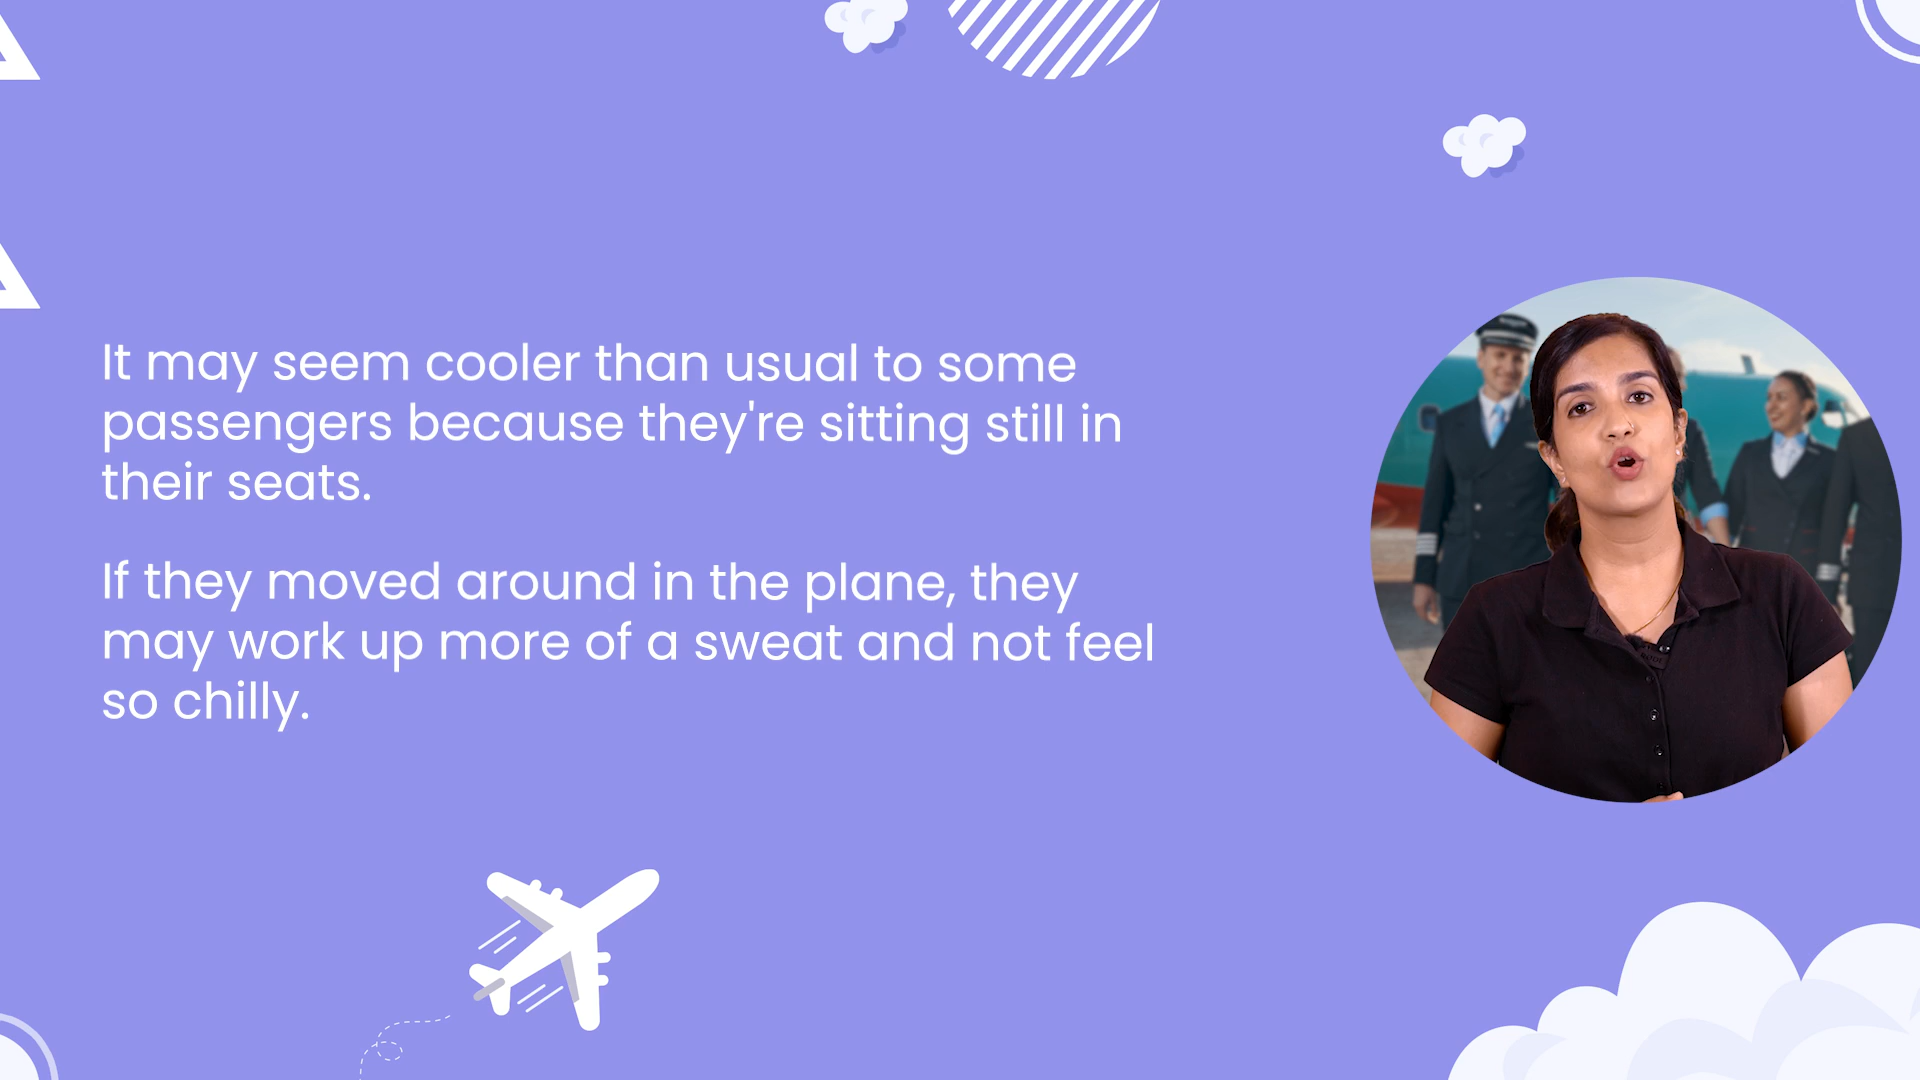 It may seem cooler than usual to some
passengers because they're sitting still in
their seats.
If they moved around in the plane, they
may work up more of a sweat and not feel
so chilly.